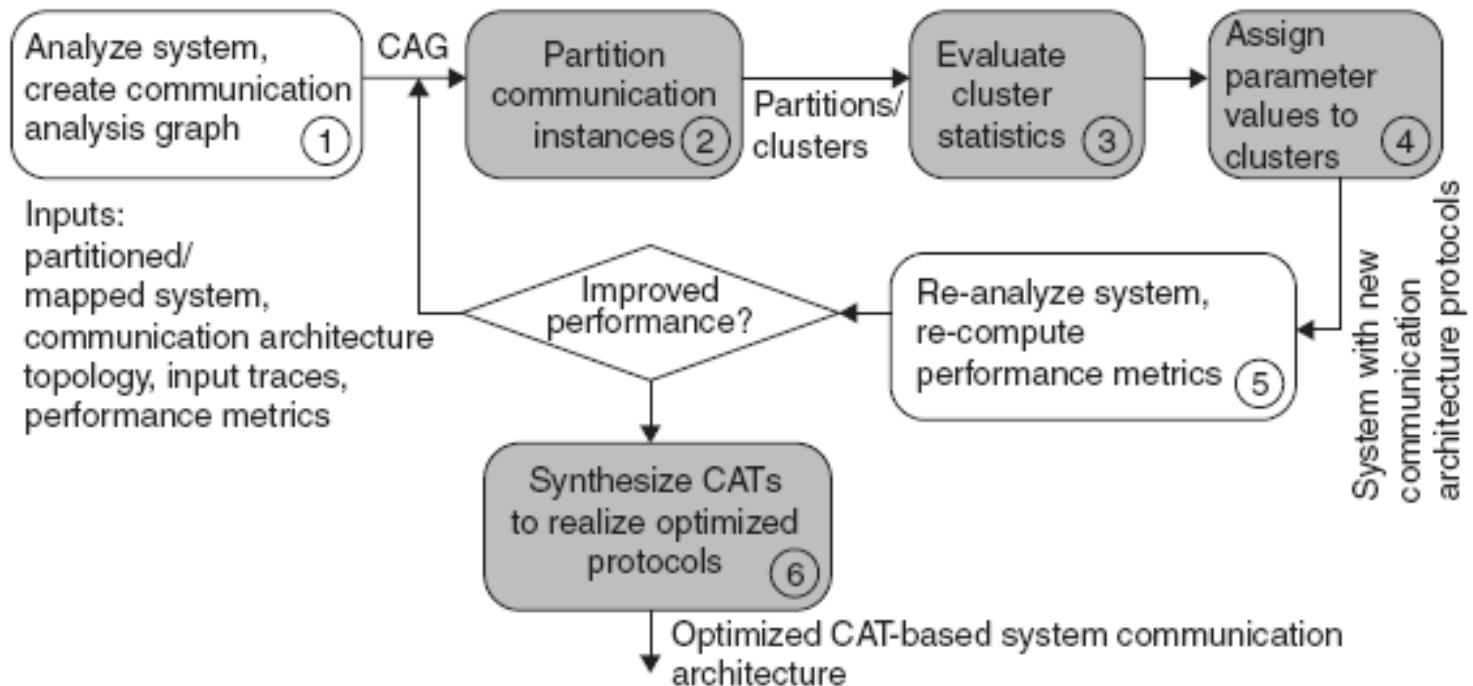 Analyze system,
create communication
analysis graph
1
CAG
Partition
communication
instances
2
Partitions/
clusters
Evaluate
cluster
statistics
3
Assign
parameter
values to
clusters
4
Inputs:
partitioned/
mapped system,
communication architecture
topology, input traces,
performance metrics
Improved
performance?
Re-analyze system,
re-compute
performance metrics
5
System with new
communication
architecture protocols
Synthesize CATs
to realize optimized
protocols
6
Optimized CAT-based system communication
architecture